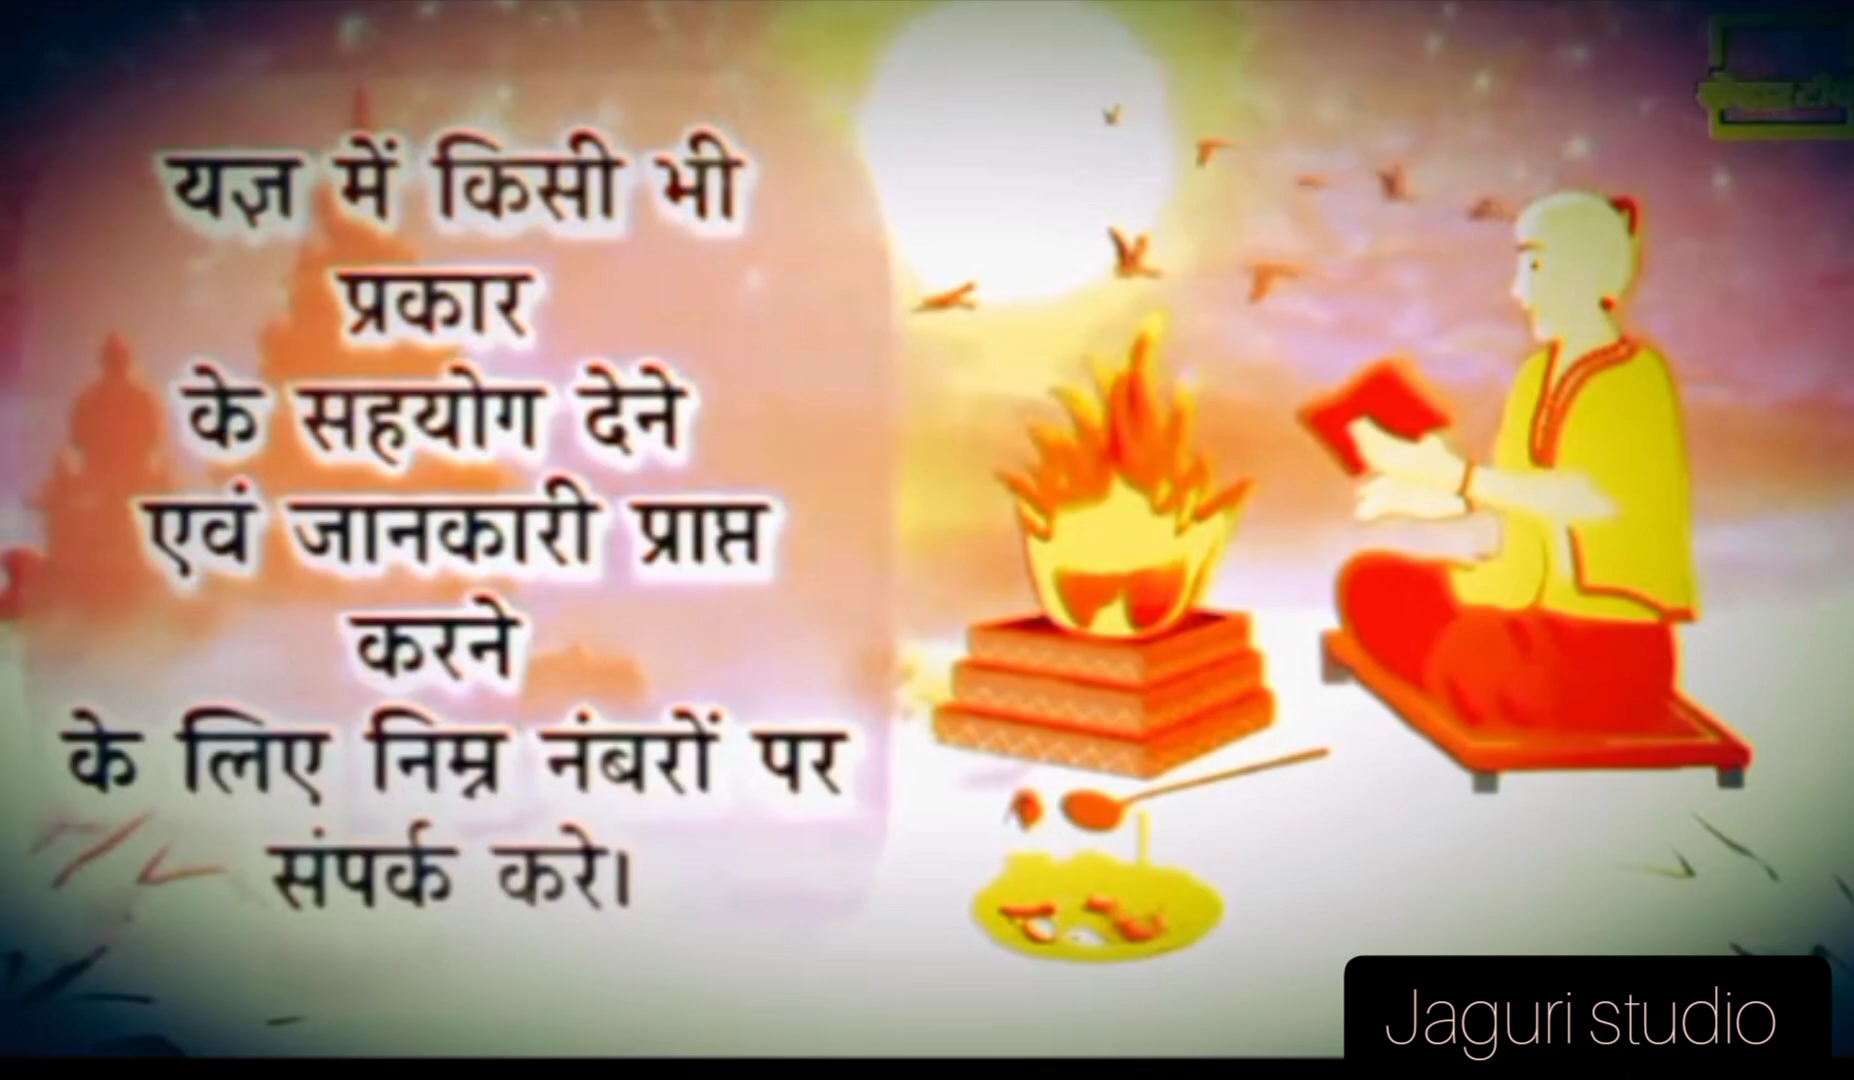 यज्ञ में किसी भी
प्रकार
के सहयोग देने
एवं जानकारी प्राप्त
करने
के लिए निम्न नंबरों पर
संपर्क करे।
Jaguri studio